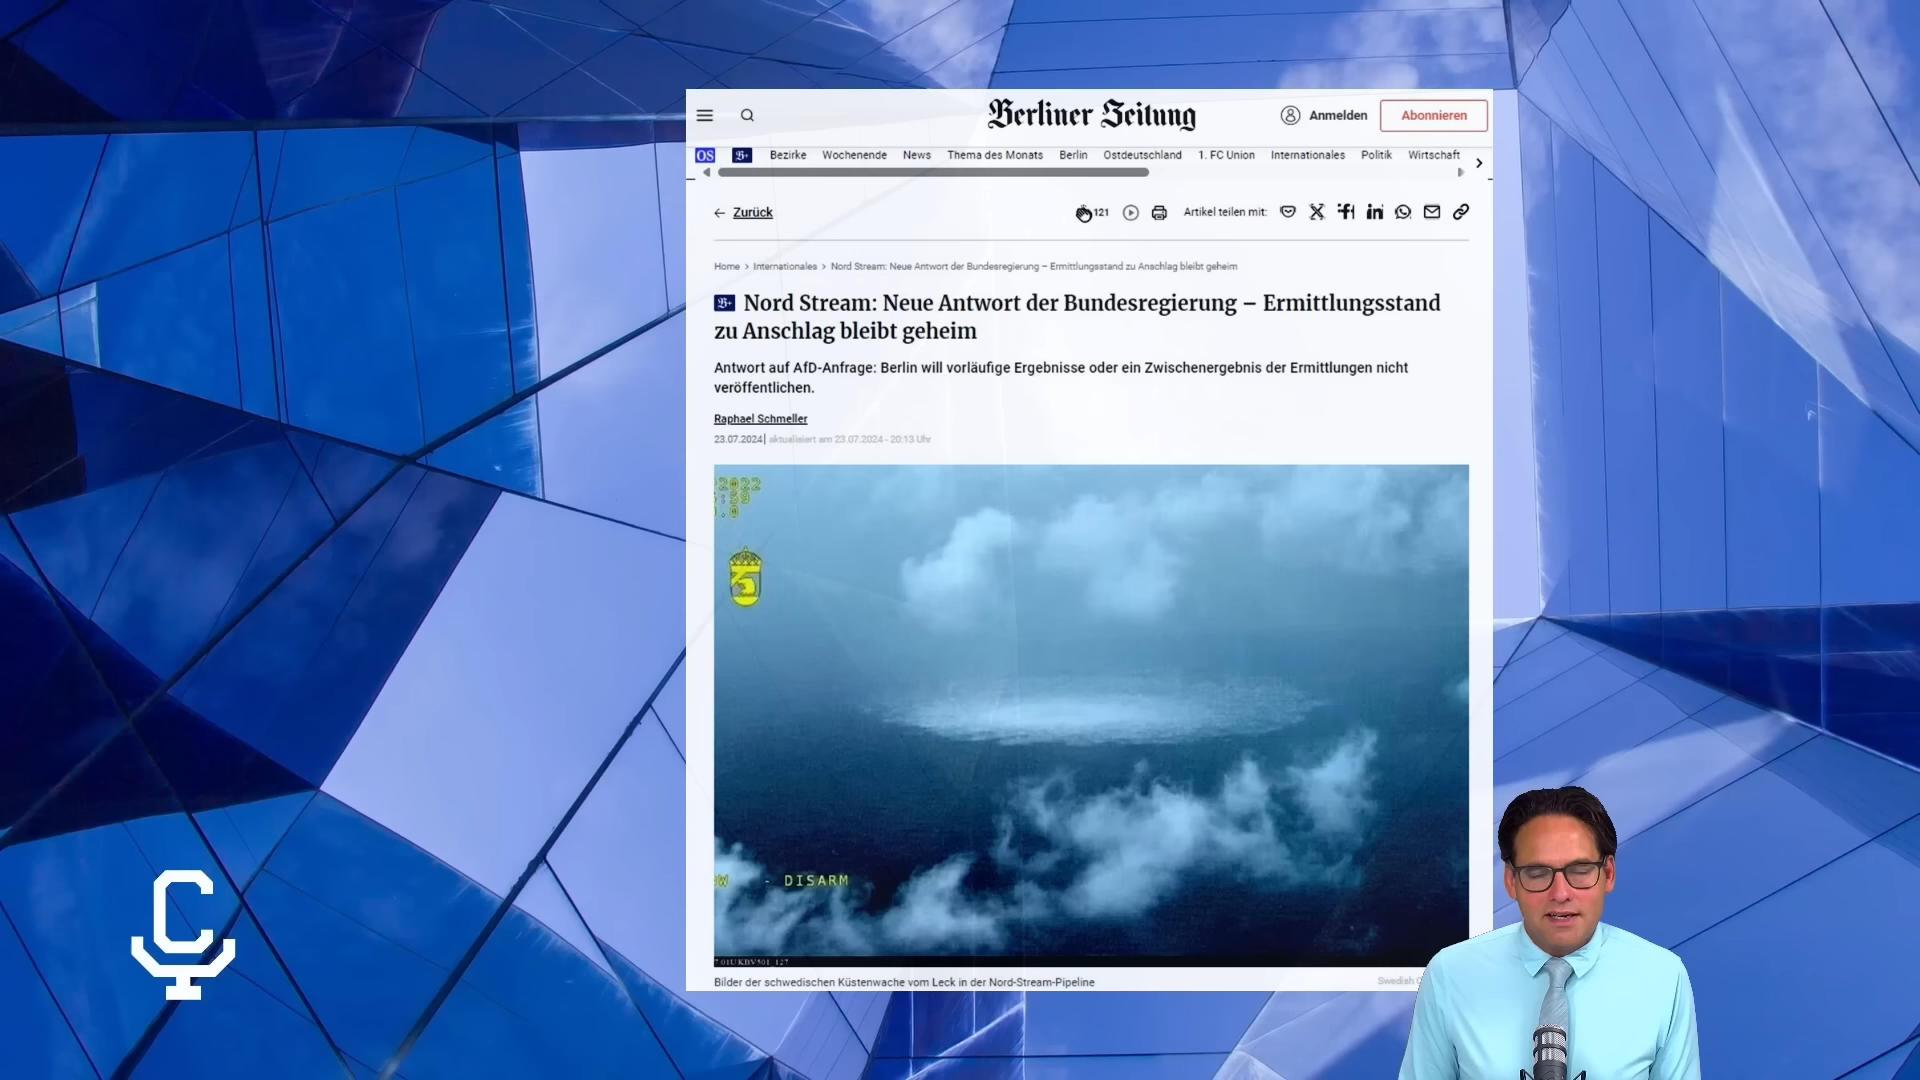 Berliner Zeitung
Anmelden
Abonnieren
OS B+ Bezirke Wochenende News Thema des Monats Berlin Ostdeutschland 1. FC Union Internationales Politik Wirtschaft
← Zurück
121
Artikel teilen mit:
Home > Internationales > Nord Stream: Neue Antwort der Bundesregierung – Ermittlungsstand zu Anschlag bleibt geheim
B+ Nord Stream: Neue Antwort der Bundesregierung – Ermittlungsstand
zu Anschlag bleibt geheim
Antwort auf AfD-Anfrage: Berlin will vorläufige Ergebnisse oder ein Zwischenergebnis der Ermittlungen nicht
veröffentlichen.
Raphael Schmeller
23.07.2024| aktualisiert am 23.07.2024 - 20:13 Uhr
2022
- DISARM
Bilder der schwedischen Küstenwache vom Leck in der Nord-Stream-Pipeline
Swedish